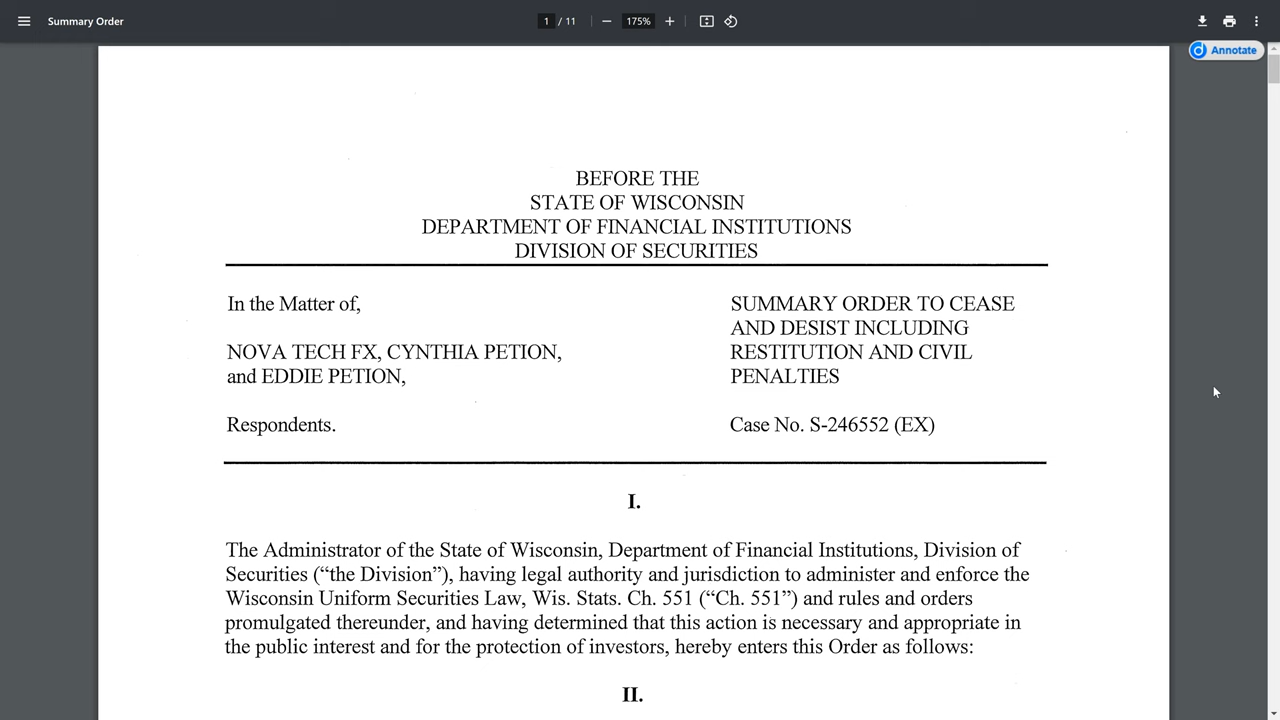 Summary Order
1 / 11
175%
Annotate
BEFORE THE
STATE OF WISCONSIN
DEPARTMENT OF FINANCIAL INSTITUTIONS
DIVISION OF SECURITIES
In the Matter of,
NOVA TECH FX, CYNTHIA PETION,
and EDDIE PETION,
Respondents.
SUMMARY ORDER TO CEASE
AND DESIST INCLUDING
RESTITUTION AND CIVIL
PENALTIES
Case No. S-246552 (EX)
I.
The Administrator of the State of Wisconsin, Department of Financial Institutions, Division of
Securities (“the Division”), having legal authority and jurisdiction to administer and enforce the
Wisconsin Uniform Securities Law, Wis. Stats. Ch. 551 (“Ch. 551”) and rules and orders
promulgated thereunder, and having determined that this action is necessary and appropriate in
the public interest and for the protection of investors, hereby enters this Order as follows:
II.